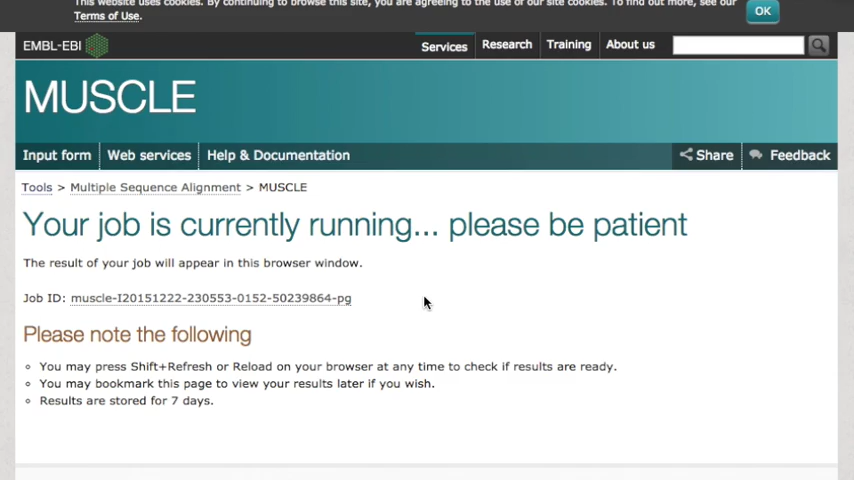 This website uses cookies. By continuing to browse this site, you are agreeing to the use of our site cookies. To find out more, see our
Terms of Use.
OK
EMBL-EBI
Services
Research
Training
About us
MUSCLE
Input form
Web services
Help & Documentation
Share
Feedback
Tools > Multiple Sequence Alignment > MUSCLE
Your job is currently running... please be patient
The result of your job will appear in this browser window.
Job ID: muscle-I20151222-230553-0152-50239864-pg
Please note the following
You may press Shift+Refresh or Reload on your browser at any time to check if results are ready.
You may bookmark this page to view your results later if you wish.
Results are stored for 7 days.